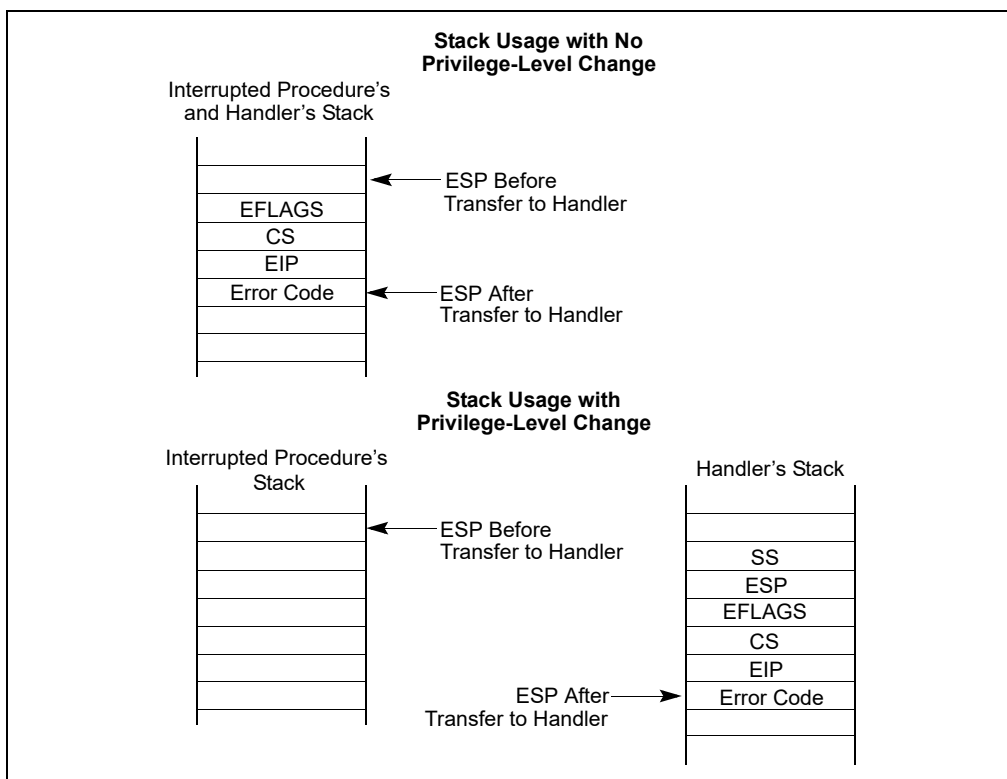 Stack Usage with No
Privilege-Level Change
Interrupted Procedure’s
and Handler’s Stack
ESP Before
Transfer to Handler
EFLAGS
CS
EIP
Error Code
ESP After
Transfer to Handler
Stack Usage with
Privilege-Level Change
Interrupted Procedure’s
Stack
Handler’s Stack
ESP Before
Transfer to Handler
SS
ESP
EFLAGS
CS
EIP
ESP After
Transfer to Handler
Error Code